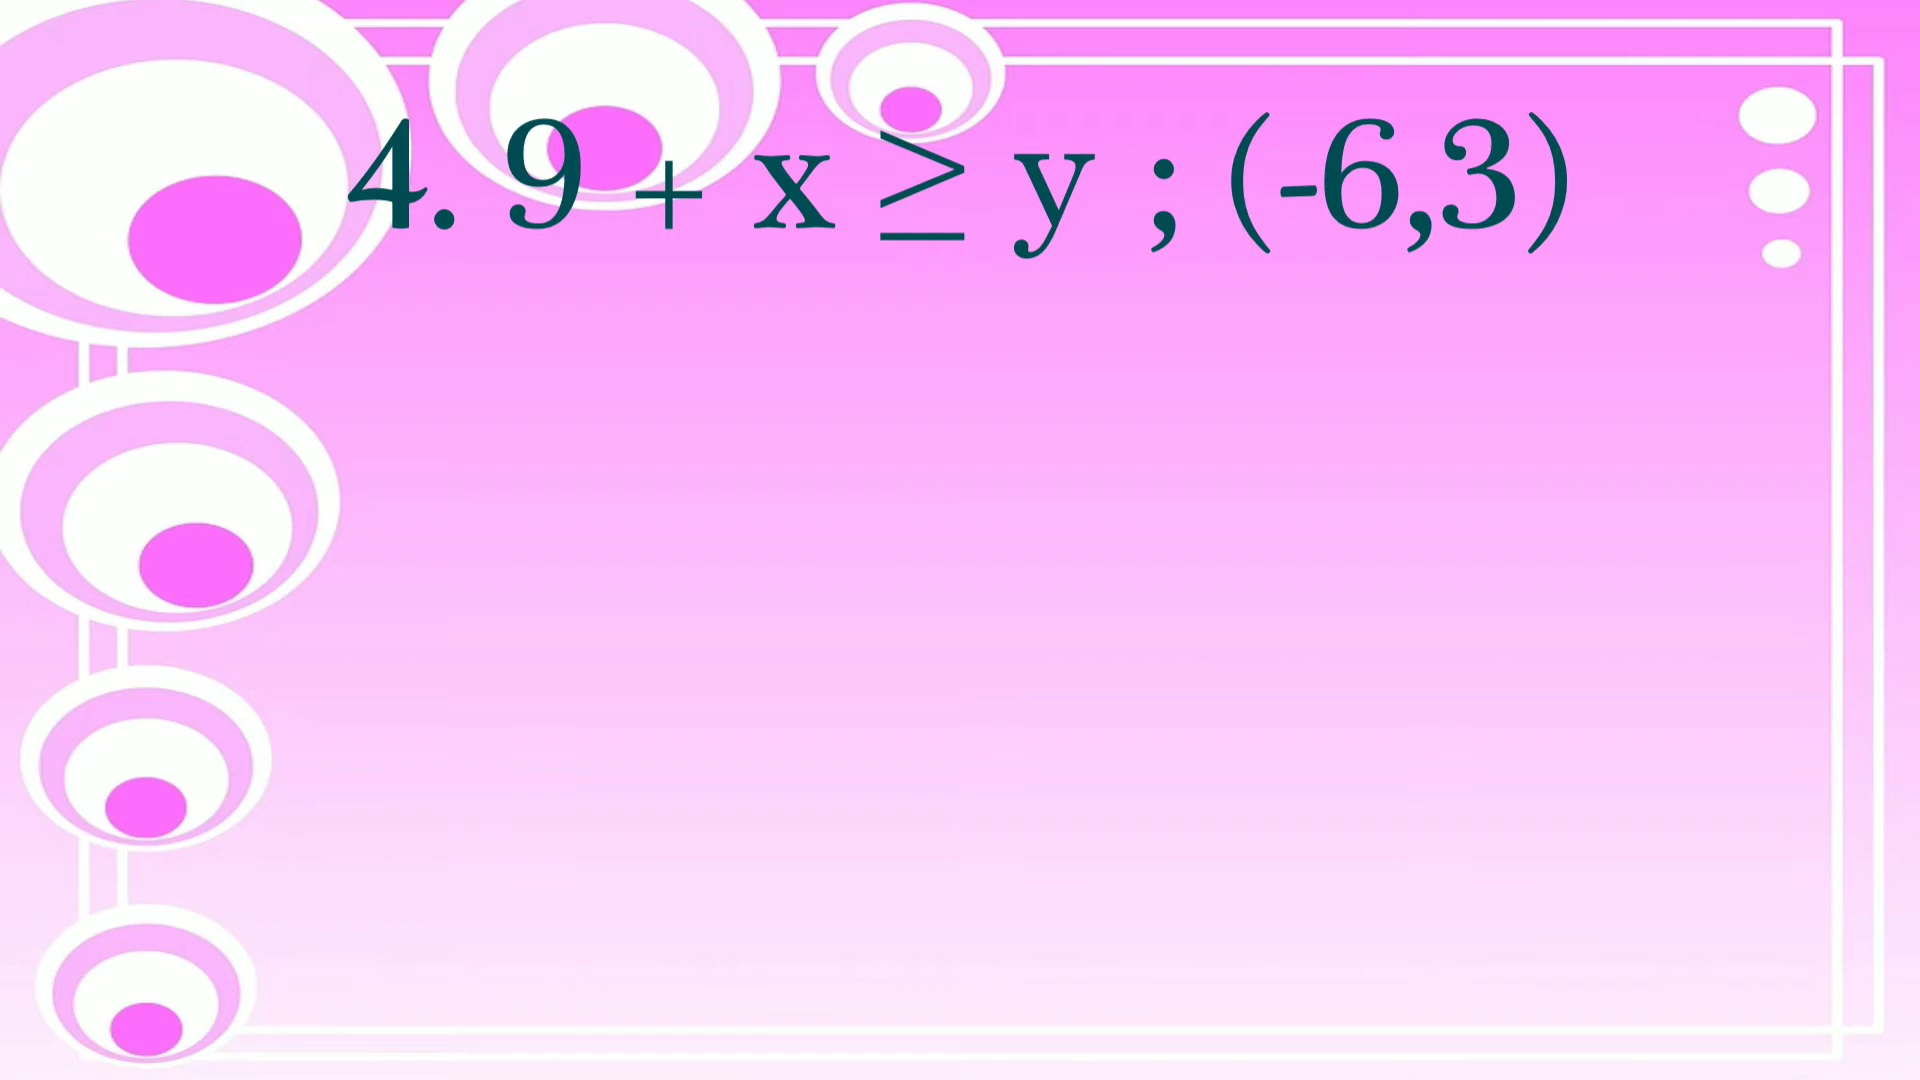 4. 9 + x ≥ y ; (-6,3)